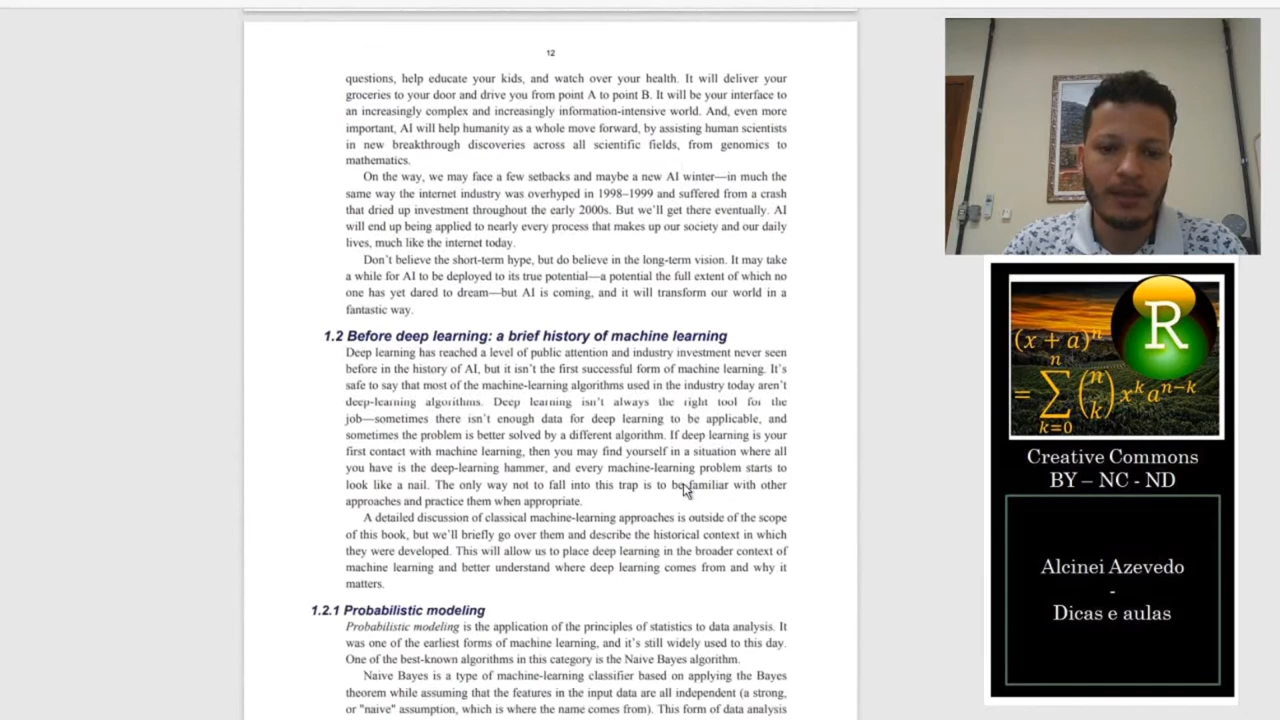 12
questions, help educate your kids, and watch over your health. It will deliver your
groceries to your door and drive you from point A to point B. It will be your interface to
an increasingly complex and increasingly information-intensive world. And, even more
important, AI will help humanity as a whole move forward, by assisting human scientists
in new breakthrough discoveries across all scientific fields, from genomics to
mathematics.
On the way, we may face a few setbacks and maybe a new AI winter—in much the
same way the internet industry was overhyped in 1998–1999 and suffered from a crash
that dried up investment throughout the early 2000s. But we'll get there eventually. AI
will end up being applied to nearly every process that makes up our society and our daily
lives, much like the internet today.
Don't believe the short-term hype, but do believe in the long-term vision. It may take
a while for AI to be deployed to its true potential—a potential the full extent of which no
one has yet dared to dream—but AI is coming, and it will transform our world in a
fantastic way.
1.2 Before deep learning: a brief history of machine learning
Deep learning has reached a level of public attention and industry investment never seen
before in the history of AI, but it isn't the first successful form of machine learning. It's
safe to say that most of the machine-learning algorithms used in the industry today aren't
deep-learning algorithms. Deep learning isn't always the right tool for the
job—sometimes there isn't enough data for deep learning to be applicable, and
sometimes the problem is better solved by a different algorithm. If deep learning is your
first contact with machine learning, then you may find yourself in a situation where all
you have is the deep-learning hammer, and every machine-learning problem starts to
look like a nail. The only way not to fall into this trap is to be familiar with other
approaches and practice them when appropriate.
A detailed discussion of classical machine-learning approaches is outside of the scope
of this book, but we'll briefly go over them and describe the historical context in which
they were developed. This will allow us to place deep learning in the broader context of
machine learning and better understand where deep learning comes from and why it
matters.
1.2.1 Probabilistic modeling
Probabilistic modeling is the application of the principles of statistics to data analysis. It
was one of the earliest forms of machine learning, and it's still widely used to this day.
One of the best-known algorithms in this category is the Naive Bayes algorithm.
Naive Bayes is a type of machine-learning classifier based on applying the Bayes
theorem while assuming that the features in the input data are all independent (a strong,
or "naive" assumption, which is where the name comes from). This form of data analysis
R
(x + a)^n
= ∑_{k=0}^{n} (n k) x^k a^{n−k}
Creative Commons
BY – NC - ND
Alcinei Azevedo
-
Dicas e aulas